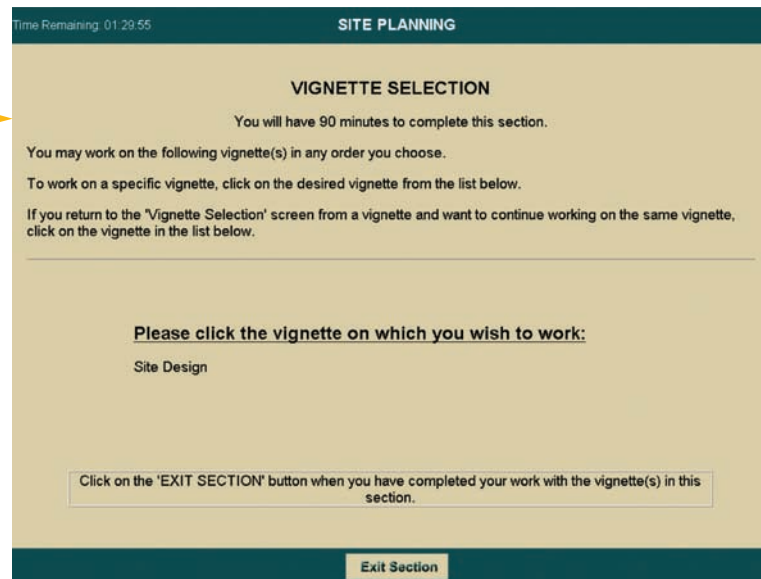 Time Remaining: 01:29:55
SITE PLANNING
VIGNETTE SELECTION
You will have 90 minutes to complete this section.
You may work on the following vignette(s) in any order you choose.
To work on a specific vignette, click on the desired vignette from the list below.
If you return to the 'Vignette Selection' screen from a vignette and want to continue working on the same vignette,
click on the vignette in the list below.
Please click the vignette on which you wish to work:
Site Design
Click on the 'EXIT SECTION' button when you have completed your work with the vignette(s) in this
section.
Exit Section